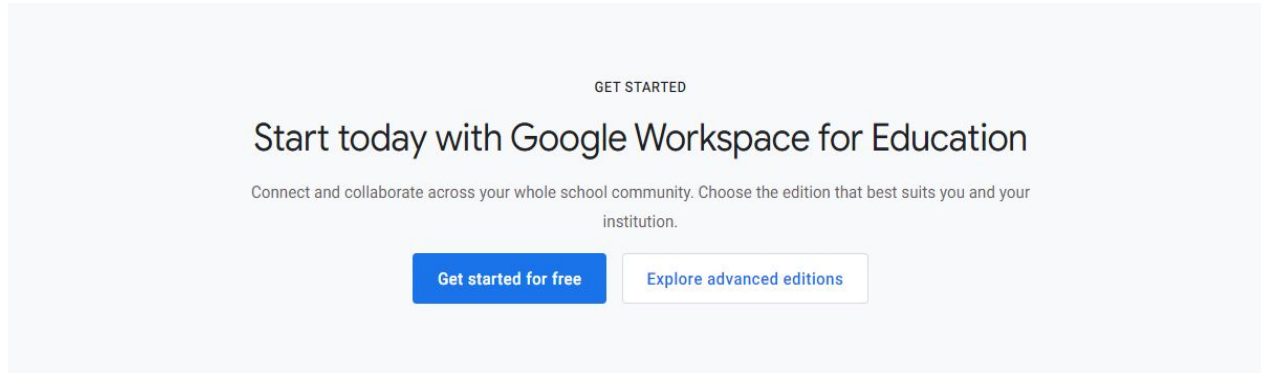 GET STARTED
Start today with Google Workspace for Education
Connect and collaborate across your whole school community. Choose the edition that best suits you and your
institution.
Get started for free
Explore advanced editions